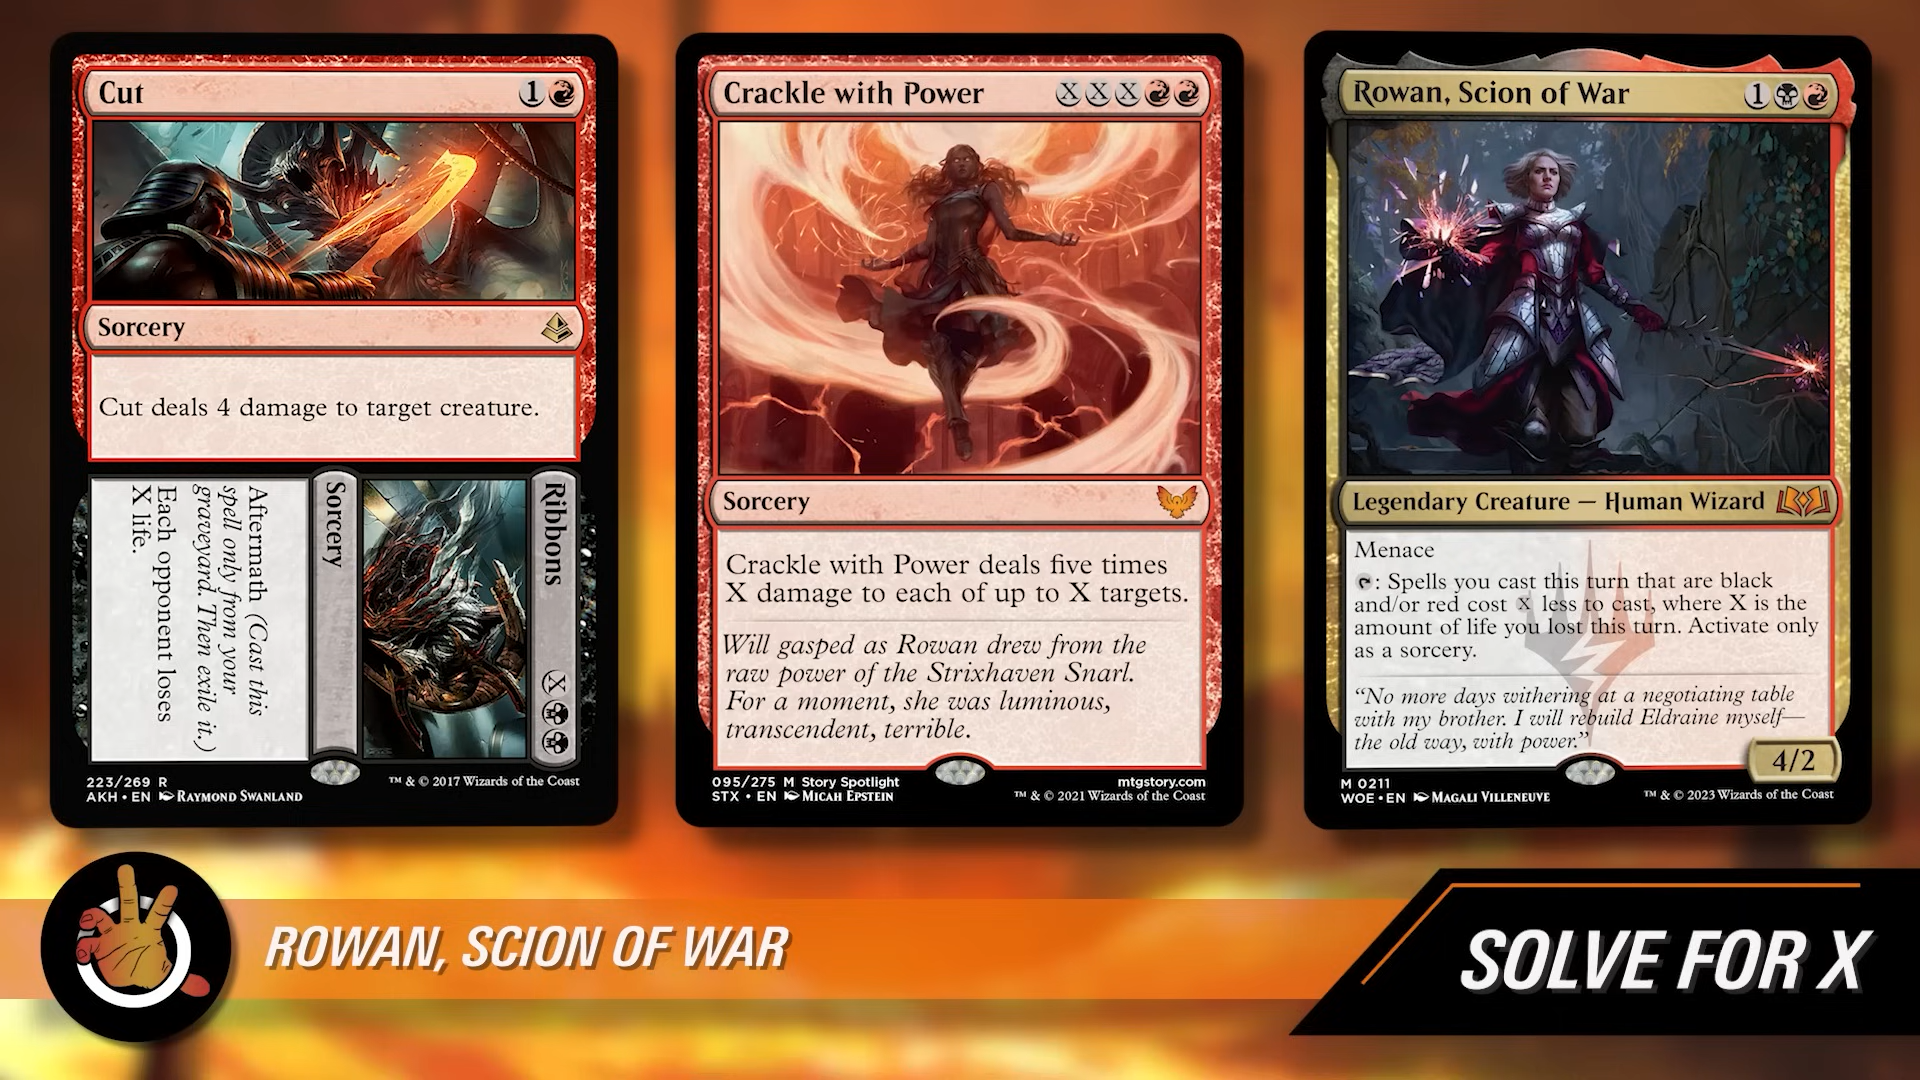 Cut
1
Sorcery
Cut deals 4 damage to target creature.
Ribbons
X
Sorcery
Aftermath (Cast this
spell only from your
graveyard. Then exile it.)
Each opponent loses
X life.
223/269 R
AKH • EN RAYMOND SWANLAND
™ & © 2017 Wizards of the Coast
Crackle with Power
X X X
Sorcery
Crackle with Power deals five times
X damage to each of up to X targets.
Will gasped as Rowan drew from the
raw power of the Strixhaven Snarl.
For a moment, she was luminous,
transcendent, terrible.
095/275 M Story Spotlight
STX • EN MICAH EPSTEIN
mtgstory.com
™ & © 2021 Wizards of the Coast
Rowan, Scion of War
1
Legendary Creature — Human Wizard
Menace
: Spells you cast this turn that are black
and/or red cost X less to cast, where X is the
amount of life you lost this turn. Activate only
as a sorcery.
“No more days withering at a negotiating table
with my brother. I will rebuild Eldraine myself—
the old way, with power.”
4/2
M 0211
WOE • EN MAGALI VILLENEUVE
™ & © 2023 Wizards of the Coast
ROWAN, SCION OF WAR
SOLVE FOR X